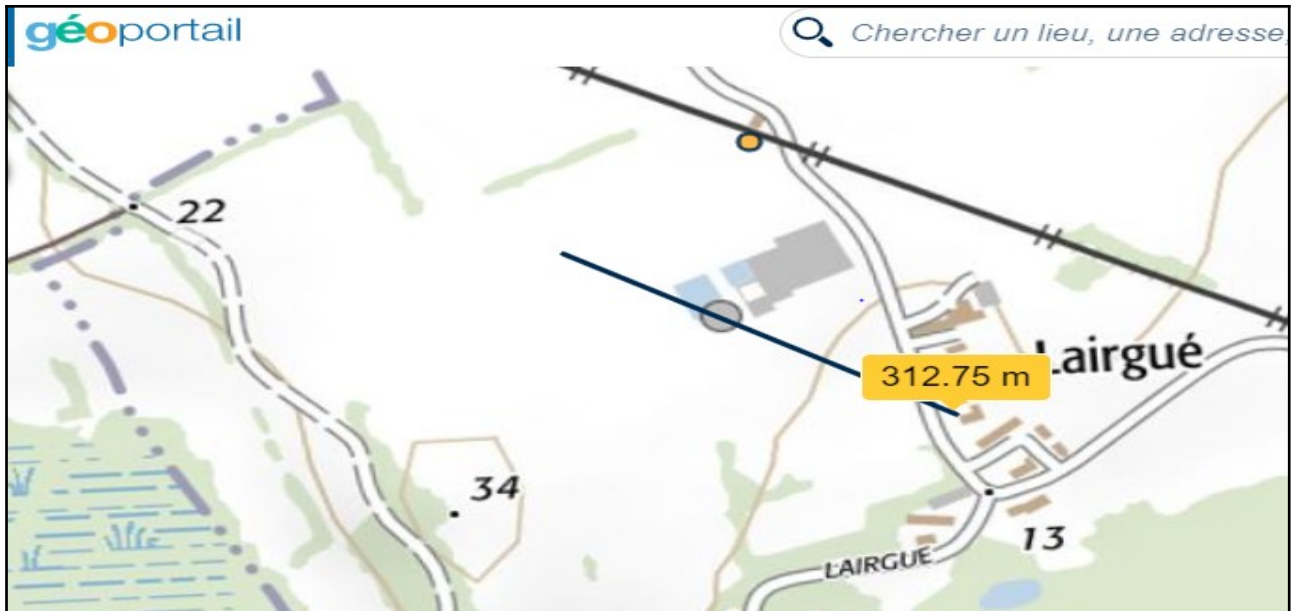 géoportail
Chercher un lieu, une adresse,
22
Lairgué
312.75 m
34
13
LAIRGUE